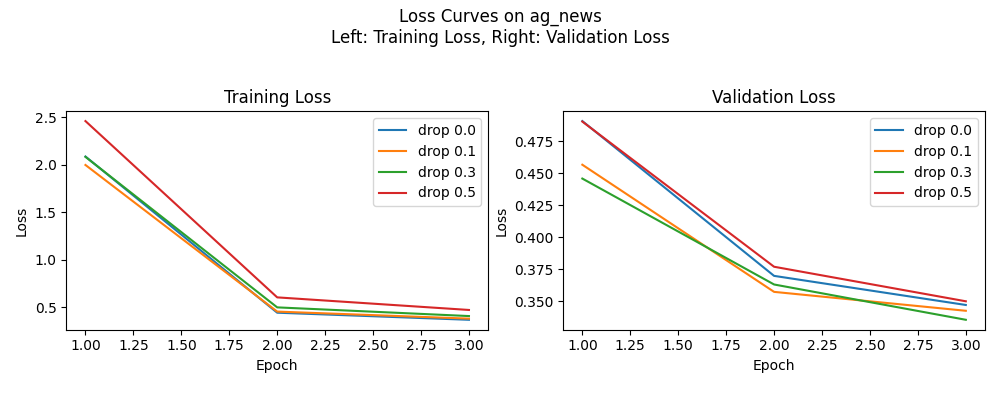 Loss Curves on ag_news
Left: Training Loss, Right: Validation Loss
Training Loss
2.5
2.0
1.5
1.0
0.5
Loss
drop 0.0
drop 0.1
drop 0.3
drop 0.5
1.00 1.25 1.50 1.75 2.00 2.25 2.50 2.75 3.00
Epoch
Validation Loss
0.475
0.450
0.425
0.400
0.375
0.350
Loss
drop 0.0
drop 0.1
drop 0.3
drop 0.5
1.00 1.25 1.50 1.75 2.00 2.25 2.50 2.75 3.00
Epoch